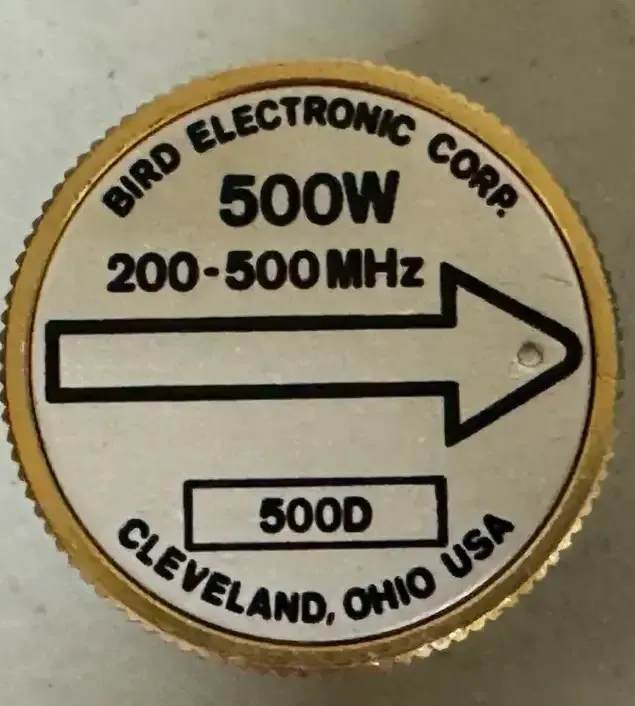 BIRD ELECTRONIC CORP.
500W
200-500MHz
500D
CLEVELAND, OHIO USA